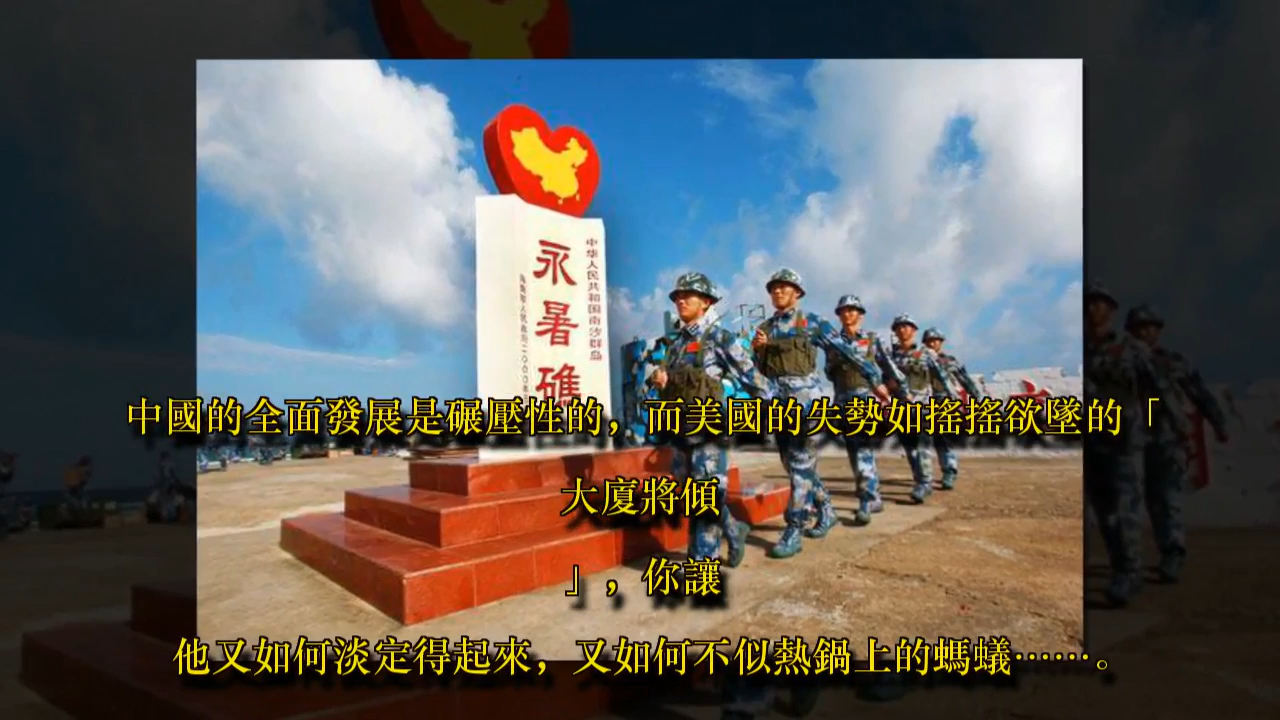 永暑礁
中华人民共和国南沙群岛
中國的全面發展是碾壓性的，而美國的失勢如搖搖欲墜的「
大廈將傾
」，你讓
他又如何淡定得起來，又如何不似熱鍋上的螞蟻……。